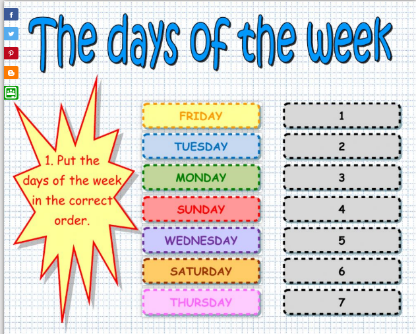 The days of the week
1. Put the
days of the week
in the correct
order.
FRIDAY 1
TUESDAY 2
MONDAY 3
SUNDAY 4
WEDNESDAY 5
SATURDAY 6
THURSDAY 7